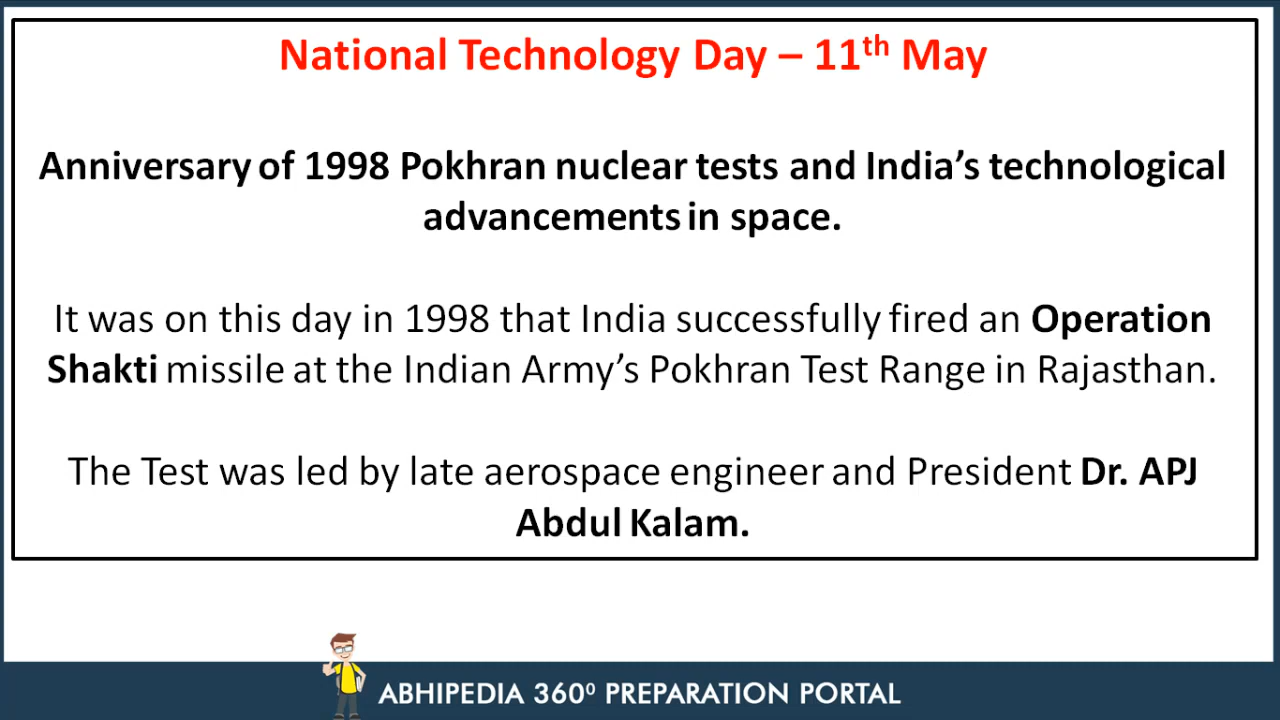 National Technology Day – 11th May
Anniversary of 1998 Pokhran nuclear tests and India’s technological
advancements in space.
It was on this day in 1998 that India successfully fired an Operation
Shakti missile at the Indian Army’s Pokhran Test Range in Rajasthan.
The Test was led by late aerospace engineer and President Dr. APJ
Abdul Kalam.
ABHIPEDIA 360⁰ PREPARATION PORTAL